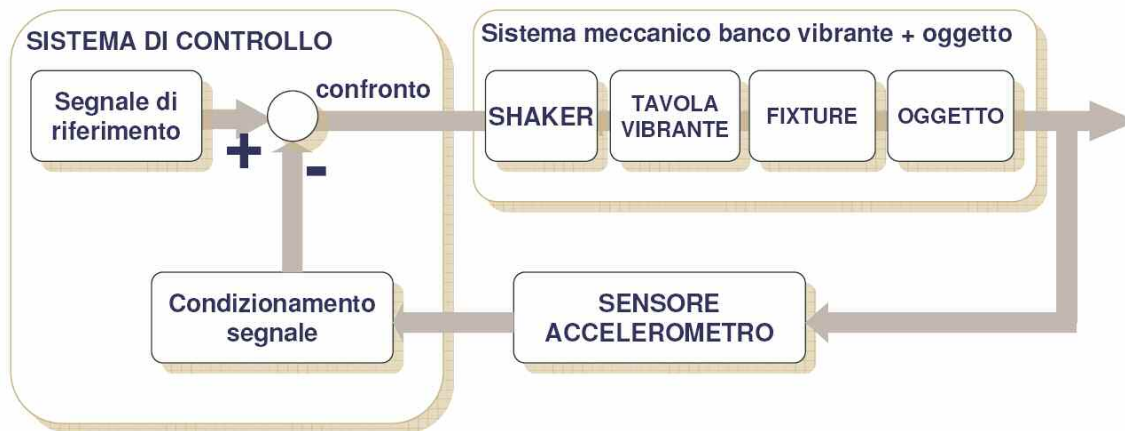 SISTEMA DI CONTROLLO
Segnale di
riferimento
confronto
+
-
Sistema meccanico banco vibrante + oggetto
SHAKER
TAVOLA
VIBRANTE
FIXTURE
OGGETTO
Condizionamento
segnale
SENSORE
ACCELEROMETRO